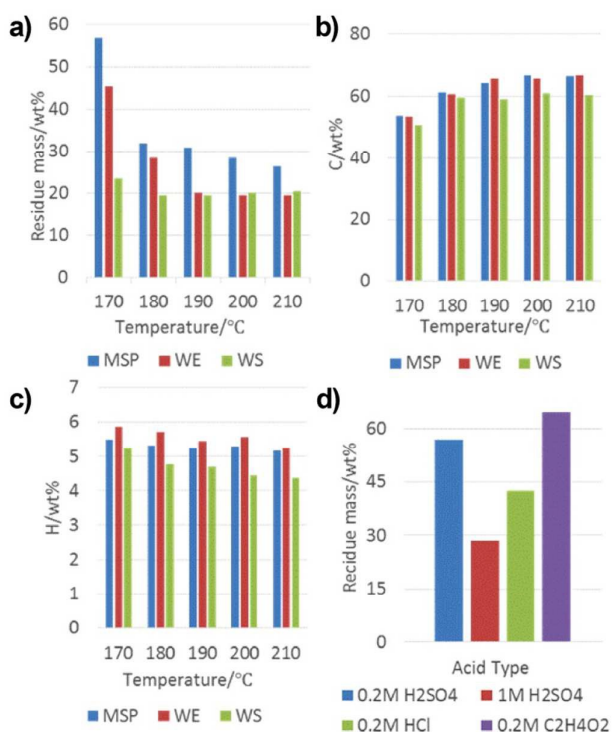 a)
60
50
40
30
20
10
0
Residue mass/wt%
170 180 190 200 210
Temperature/°C
MSP WE WS
b)
80
60
40
20
0
C/wt%
170 180 190 200 210
Temperature/°C
MSP WE WS
c)
7
6
5
4
3
2
1
0
H/wt%
170 180 190 200 210
Temperature/°C
MSP WE WS
d)
60
45
30
15
0
Recidue mass/wt%
Acid Type
0.2M H2SO4 1M H2SO4
0.2M HCl 0.2M C2H4O2